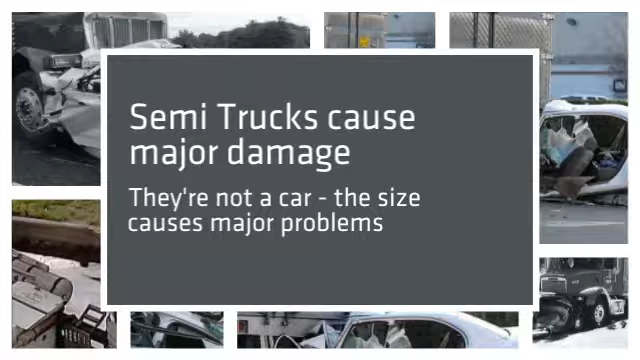 Semi Trucks cause
major damage
They're not a car - the size
causes major problems